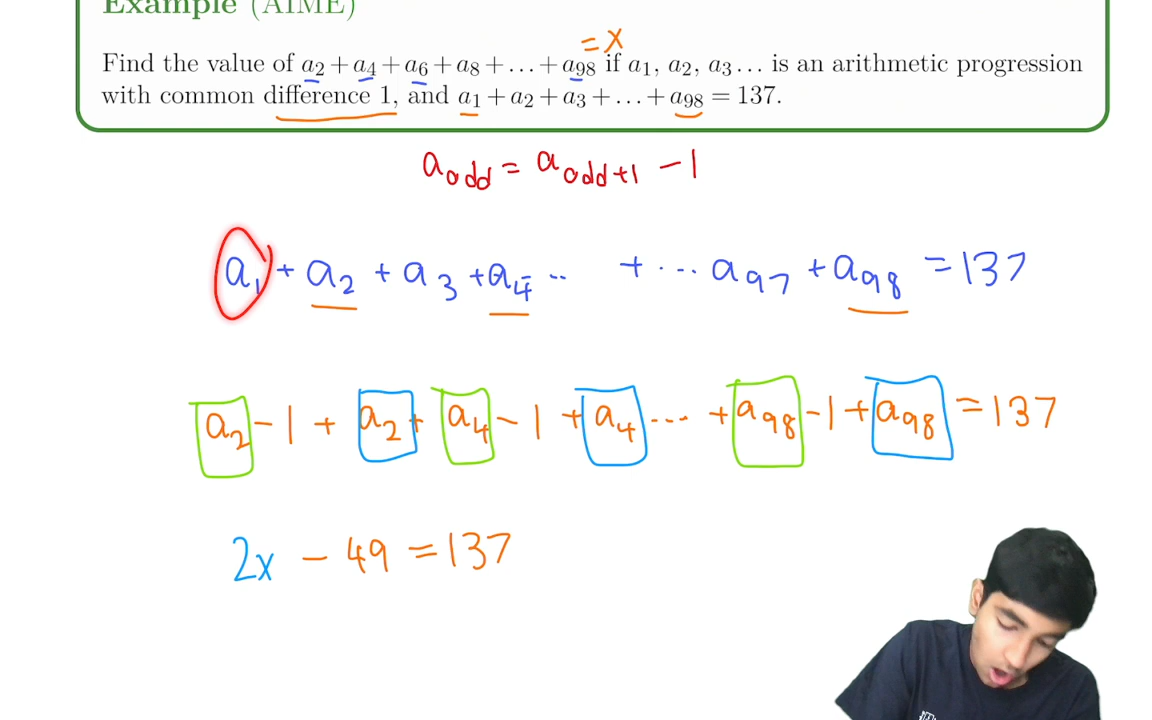 Example (AIME)
= x
Find the value of a₂ + a₄ + a₆ + a₈ + ... + a₉₈ if a₁, a₂, a₃ ... is an arithmetic progression
with common difference 1, and a₁ + a₂ + a₃ + ... + a₉₈ = 137.
a_odd = a_odd+1 - 1
a₁ + a₂ + a₃ + a₄ ·· + ··· a₉₇ + a₉₈ = 137
a₂ - 1 + a₂ + a₄ - 1 + a₄ ··· + a₉₈ - 1 + a₉₈ = 137
2x - 49 = 137